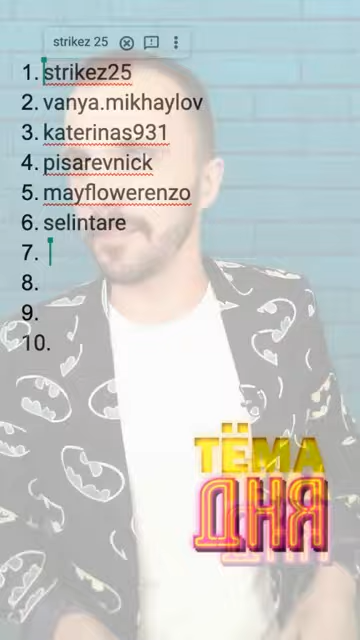 strikez 25
1. strikez25
2. vanya.mikhaylov
3. katerinas931
4. pisarevnick
5. mayflowerenzo
6. selintare
7.
8.
9.
10.
ТЁМА
ДНЯ